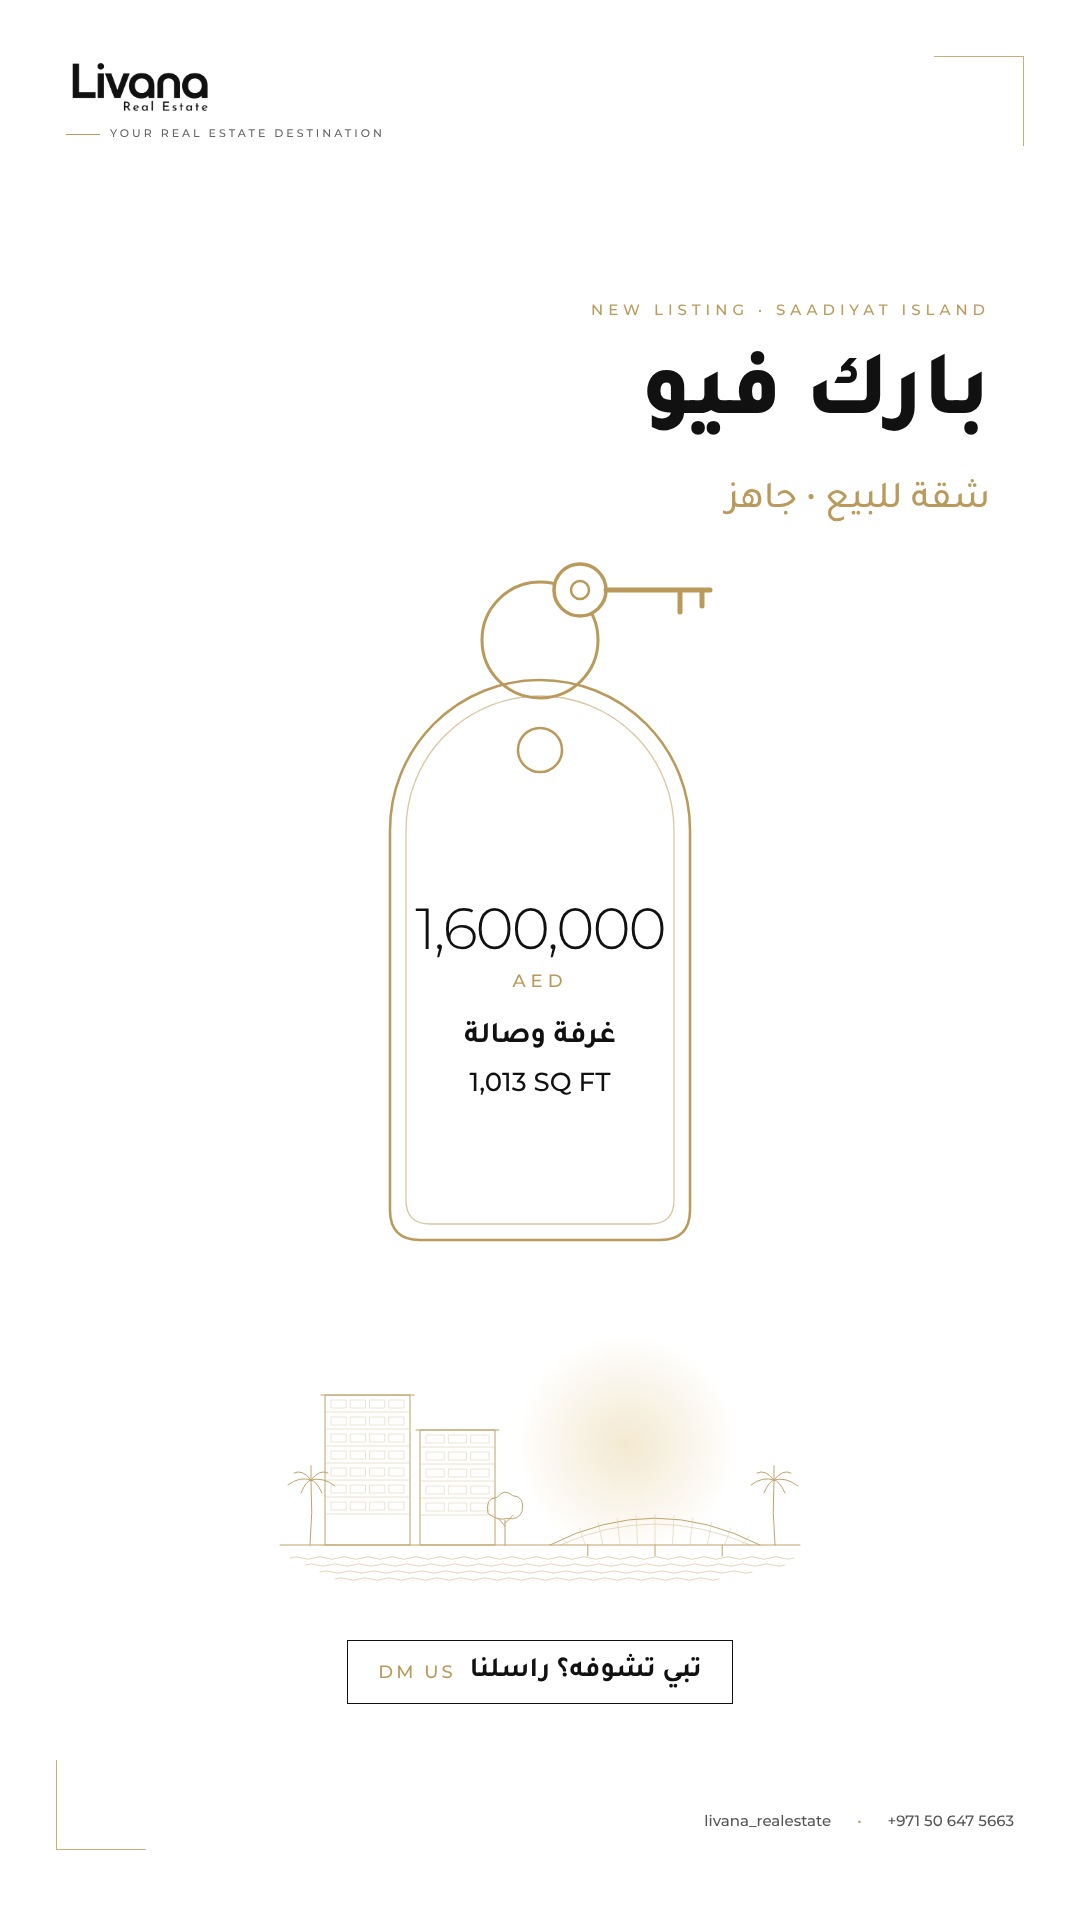 Livana
Real Estate
YOUR REAL ESTATE DESTINATION
NEW LISTING · SAADIYAT ISLAND
بارك فيو
شقة للبيع · جاهز
1,600,000
AED
غرفة وصالة
1,013 SQ FT
تبي تشوفه؟ راسلنا DM US
livana_realestate · +971 50 647 5663